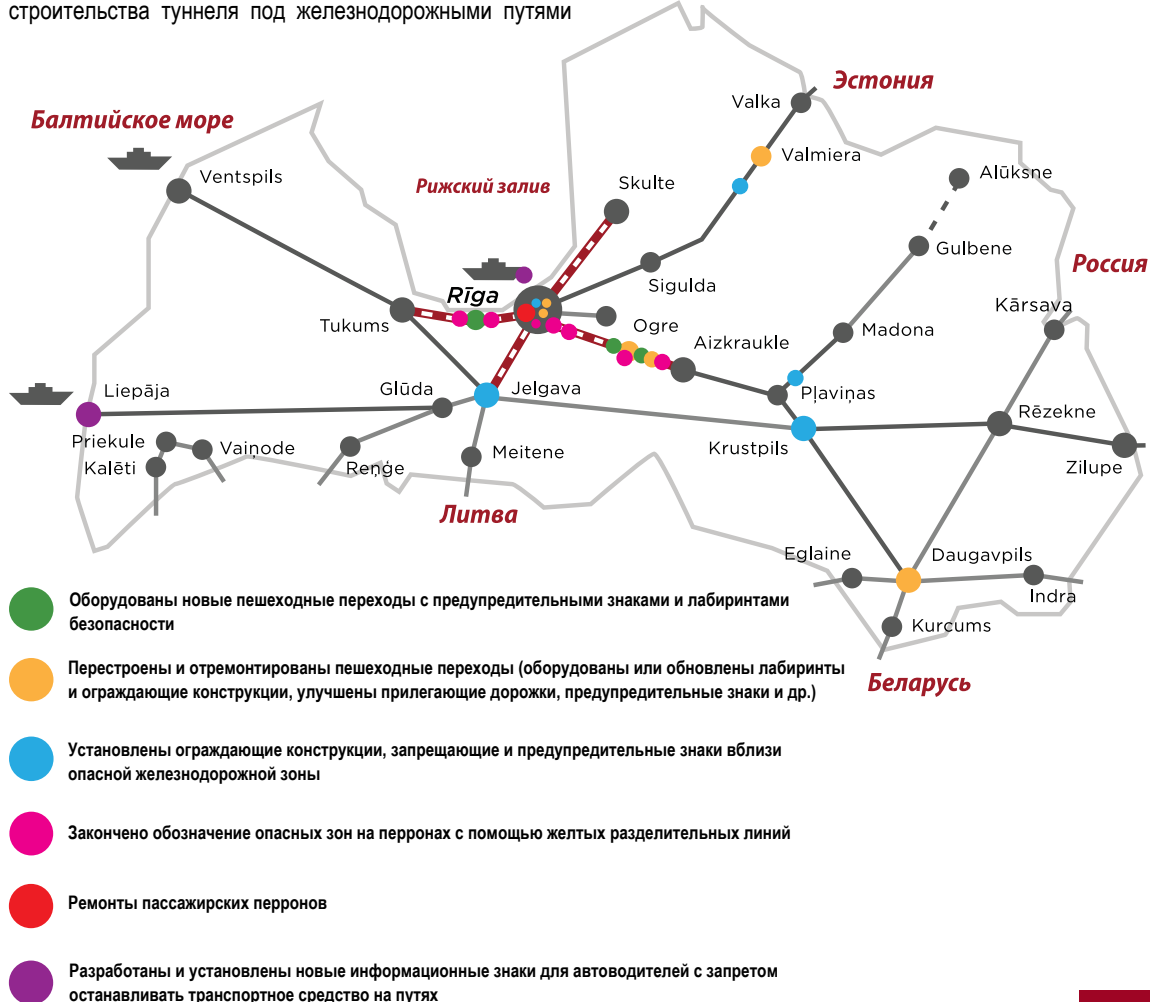 строительства туннеля под железнодорожными путями
Эстония
Valka
Балтийское море
Valmiera
Ventspils
Alūksne
Skulte
Рижский залив
Gulbene
Россия
Sigulda
Rīga
Kārsava
Tukums
Ogre
Madona
Aizkraukle
Liepāja
Glūda
Jelgava
Pļaviņas
Rēzekne
Priekule
Vaiņode
Meitene
Krustpils
Kalēti
Reņģe
Zilupe
Литва
Eglaine
Daugavpils
Indra
Kurcums
Беларусь
Оборудованы новые пешеходные переходы с предупредительными знаками и лабиринтами
безопасности
Перестроены и отремонтированы пешеходные переходы (оборудованы или обновлены лабиринты
и ограждающие конструкции, улучшены прилегающие дорожки, предупредительные знаки и др.)
Установлены ограждающие конструкции, запрещающие и предупредительные знаки вблизи
опасной железнодорожной зоны
Закончено обозначение опасных зон на перронах с помощью желтых разделительных линий
Ремонты пассажирских перронов
Разработаны и установлены новые информационные знаки для автоводителей с запретом
останавливать транспортное средство на путях